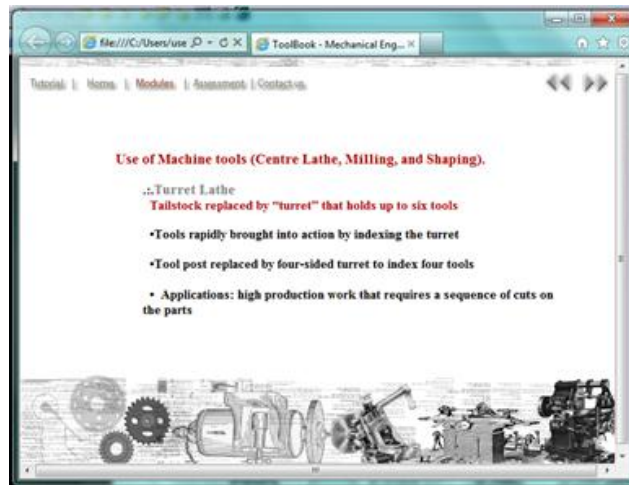 file:///C:/Users/use
ToolBook - Mechanical Eng...
Tutorial | Home | Modules | Assessment | Contact us
Use of Machine tools (Centre Lathe, Milling, and Shaping).
.:.Turret Lathe
Tailstock replaced by "turret" that holds up to six tools
•Tools rapidly brought into action by indexing the turret
•Tool post replaced by four-sided turret to index four tools
• Applications: high production work that requires a sequence of cuts on
the parts